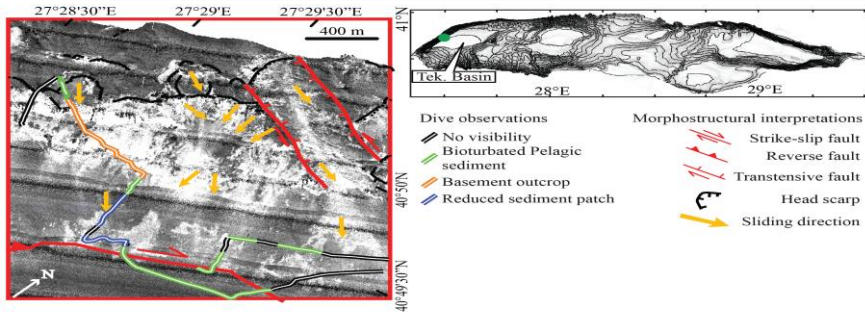 27°28'30"E
27°29'E
27°29'30"E
400 m
40°50'N
40°49'30"N
N
41°N
Tek. Basin
28°E
29°E
Dive observations
No visibility
Bioturbated Pelagic
sediment
Basement outcrop
Reduced sediment patch
Morphostructural interpretations
Strike-slip fault
Reverse fault
Transtensive fault
Head scarp
Sliding direction